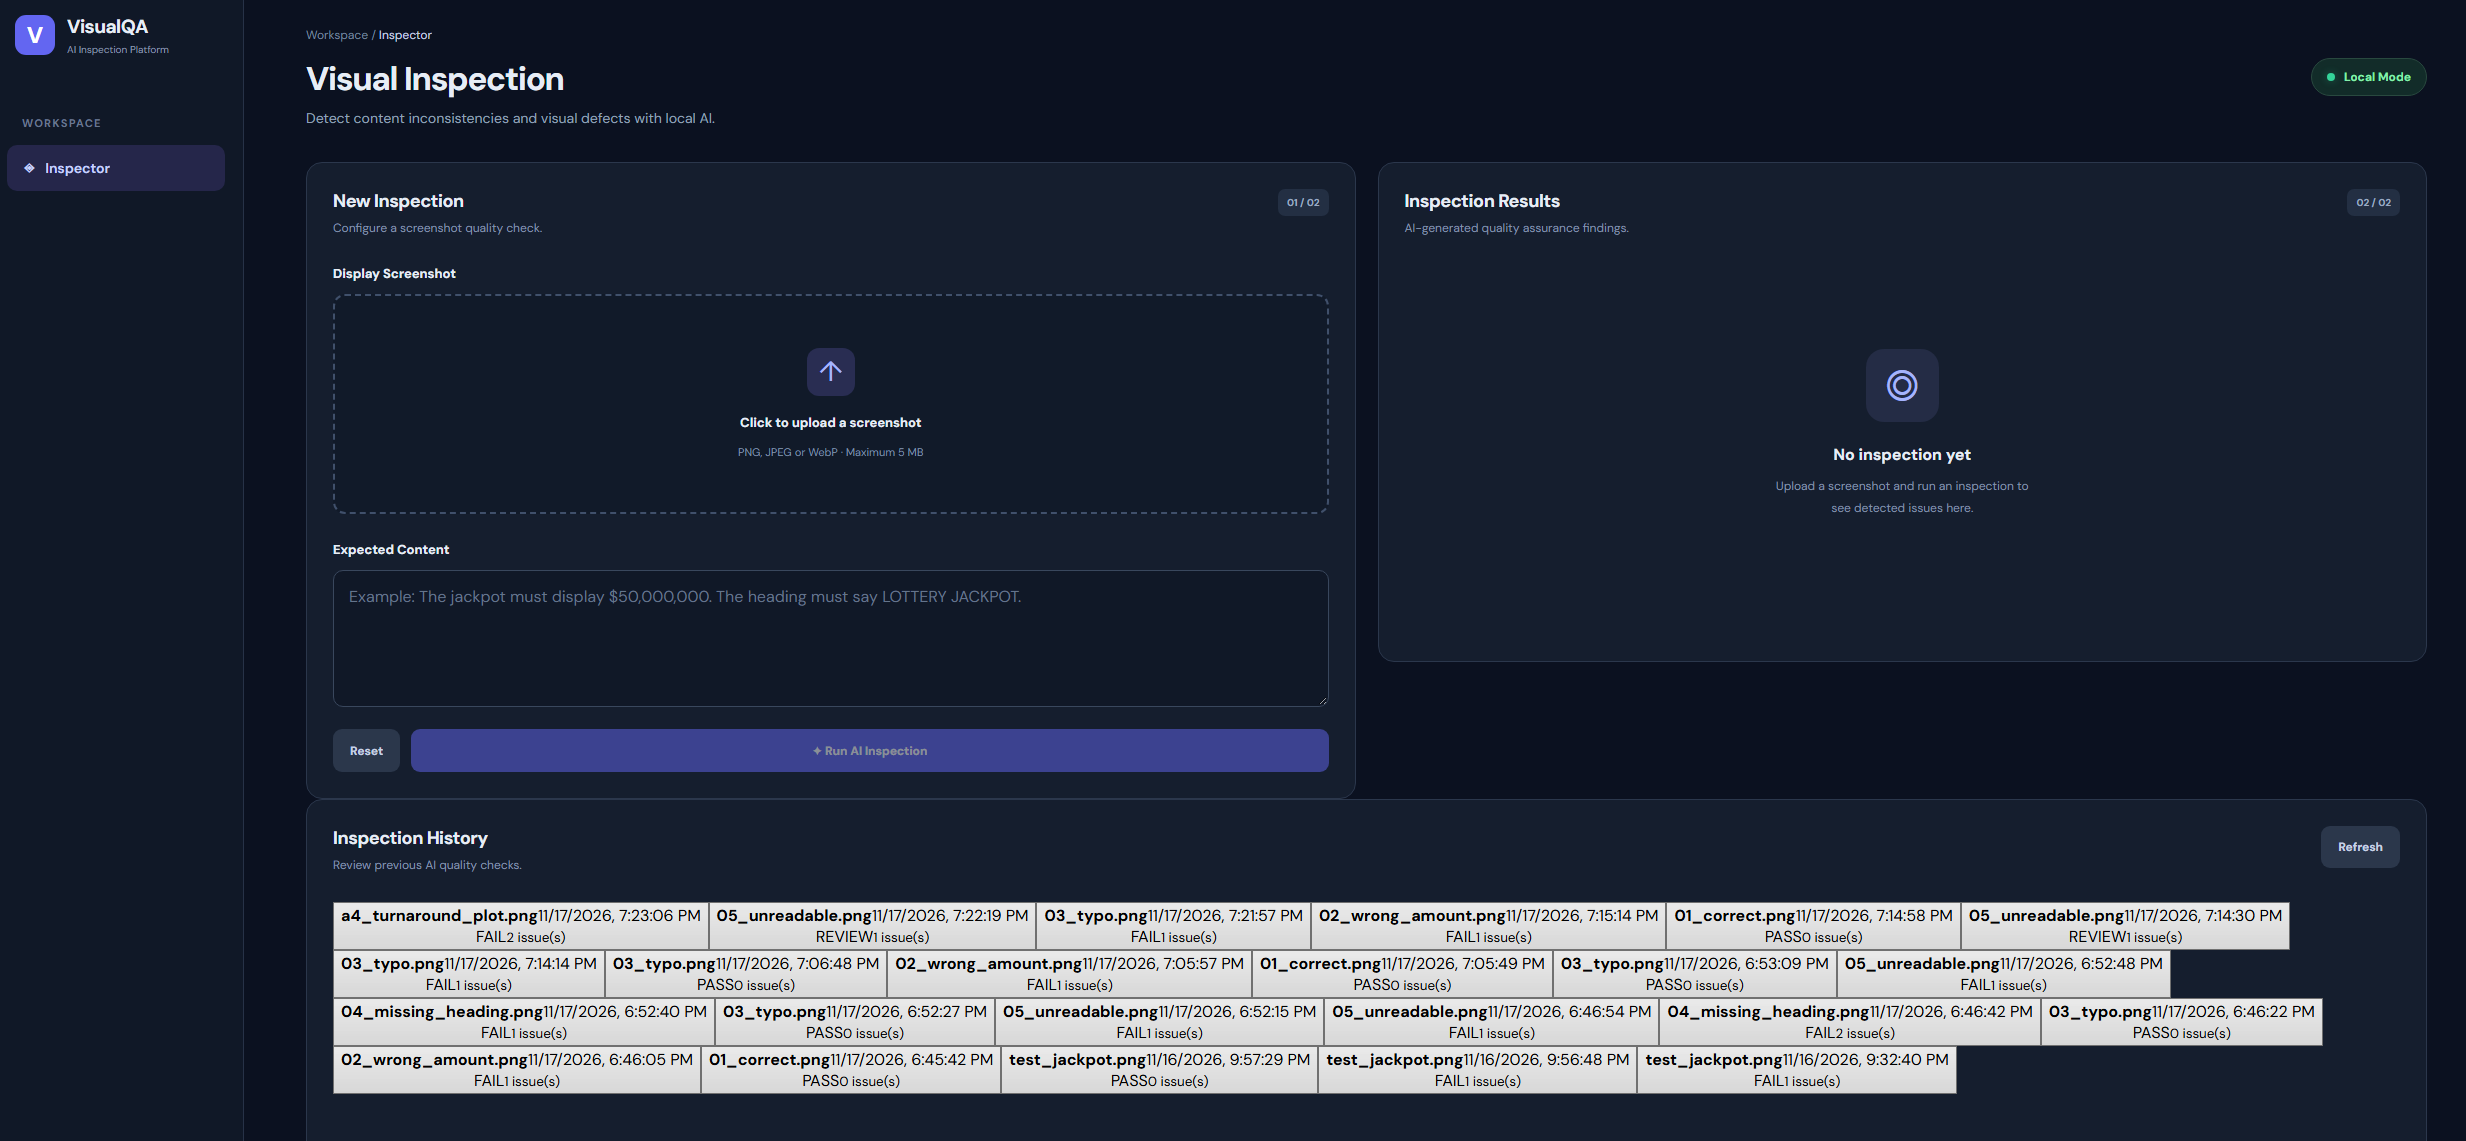 V
VisualQA
AI Inspection Platform
WORKSPACE
Inspector
Workspace / Inspector
Visual Inspection
Detect content inconsistencies and visual defects with local AI.
Local Mode
New Inspection
01 / 02
Configure a screenshot quality check.
Display Screenshot
Click to upload a screenshot
PNG, JPEG or WebP · Maximum 5 MB
Expected Content
Example: The jackpot must display $50,000,000. The heading must say LOTTERY JACKPOT.
Reset
✦ Run AI Inspection
Inspection Results
02 / 02
AI-generated quality assurance findings.
No inspection yet
Upload a screenshot and run an inspection to
see detected issues here.
Inspection History
Review previous AI quality checks.
Refresh
a4_turnaround_plot.png11/17/2026, 7:23:06 PM
FAIL2 issue(s)
05_unreadable.png11/17/2026, 7:22:19 PM
REVIEW1 issue(s)
03_typo.png11/17/2026, 7:21:57 PM
FAIL1 issue(s)
02_wrong_amount.png11/17/2026, 7:15:14 PM
FAIL1 issue(s)
01_correct.png11/17/2026, 7:14:58 PM
PASS0 issue(s)
05_unreadable.png11/17/2026, 7:14:30 PM
REVIEW1 issue(s)
03_typo.png11/17/2026, 7:14:14 PM
FAIL1 issue(s)
03_typo.png11/17/2026, 7:06:48 PM
PASS0 issue(s)
02_wrong_amount.png11/17/2026, 7:05:57 PM
FAIL1 issue(s)
01_correct.png11/17/2026, 7:05:49 PM
PASS0 issue(s)
03_typo.png11/17/2026, 6:53:09 PM
PASS0 issue(s)
05_unreadable.png11/17/2026, 6:52:48 PM
FAIL1 issue(s)
04_missing_heading.png11/17/2026, 6:52:40 PM
FAIL1 issue(s)
03_typo.png11/17/2026, 6:52:27 PM
PASS0 issue(s)
05_unreadable.png11/17/2026, 6:52:15 PM
FAIL1 issue(s)
05_unreadable.png11/17/2026, 6:46:54 PM
FAIL1 issue(s)
04_missing_heading.png11/17/2026, 6:46:42 PM
FAIL2 issue(s)
03_typo.png11/17/2026, 6:46:22 PM
PASS0 issue(s)
02_wrong_amount.png11/17/2026, 6:46:05 PM
FAIL1 issue(s)
01_correct.png11/17/2026, 6:45:42 PM
PASS0 issue(s)
test_jackpot.png11/16/2026, 9:57:29 PM
PASS0 issue(s)
test_jackpot.png11/16/2026, 9:56:48 PM
FAIL1 issue(s)
test_jackpot.png11/16/2026, 9:32:40 PM
FAIL1 issue(s)